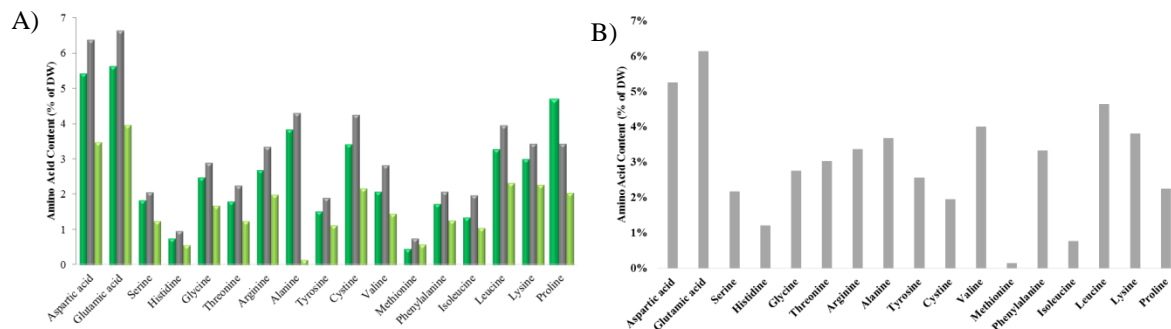 A)
Amino Acid Content (% of DW)
7
6
5
4
3
2
1
0
Aspartic acid
Glutamic acid
Serine
Histidine
Glycine
Threonine
Arginine
Alanine
Tyrosine
Cystine
Valine
Methionine
Phenylalanine
Isoleucine
Leucine
Lysine
Proline
B)
Amino Acid Content (% of DW)
7%
6%
5%
4%
3%
2%
1%
0%
Aspartic acid
Glutamic acid
Serine
Histidine
Glycine
Threonine
Arginine
Alanine
Tyrosine
Cystine
Valine
Methionine
Phenylalanine
Isoleucine
Leucine
Lysine
Proline